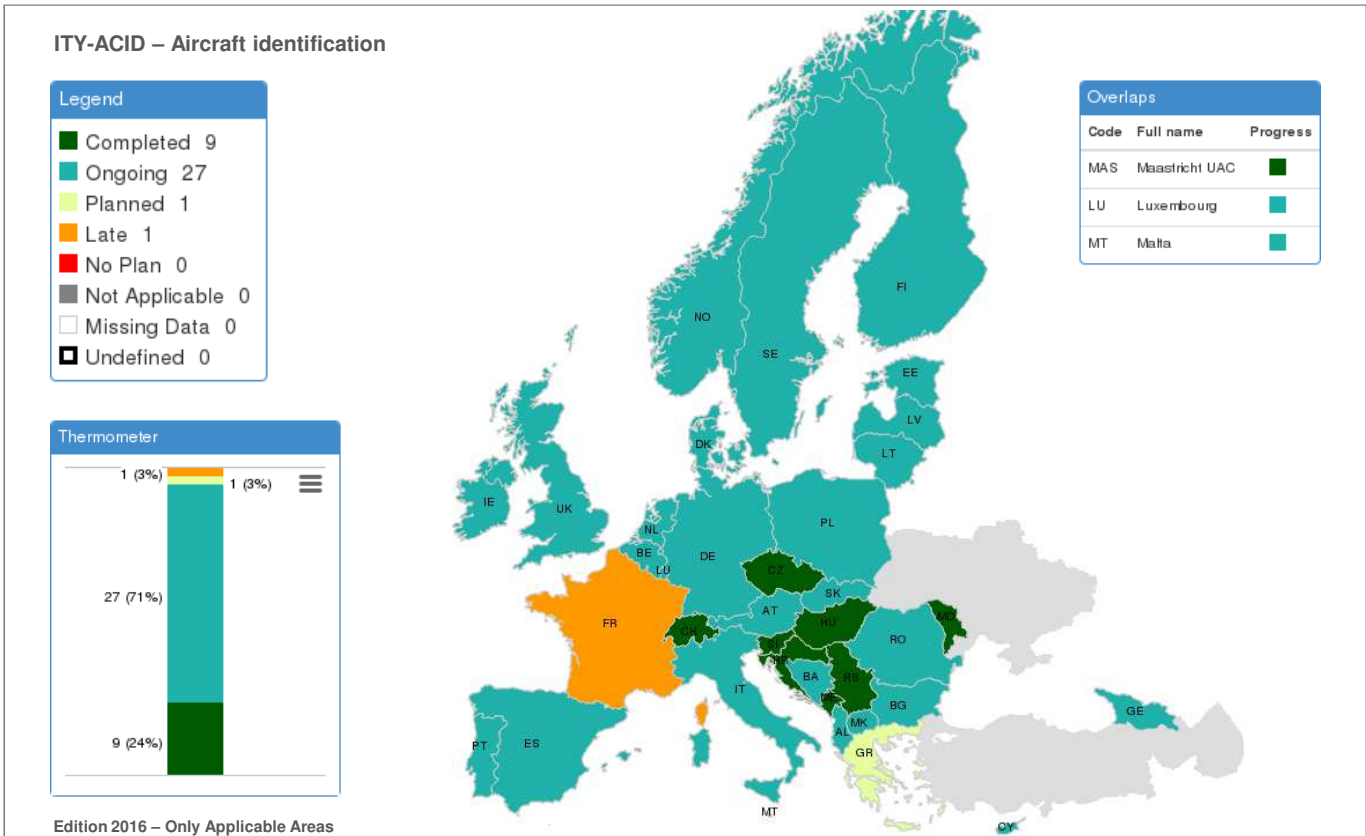 ITY-ACID – Aircraft identification
Legend
Completed 9
Ongoing 27
Planned 1
Late 1
No Plan 0
Not Applicable 0
Missing Data 0
Undefined 0
Overlaps
Code Full name Progress
MAS Maastricht UAC
LU Luxembourg
MT Malta
Thermometer
1 (3%)
1 (3%)
27 (71%)
9 (24%)
FI
NO
SE
EE
LV
LT
DK
IE
UK
NL
BE
LU
DE
PL
CZ
SK
AT
FR
CH
HU
MD
SI
HR
RO
BA
RS
IT
ME
BG
MK
AL
GE
PT
ES
GR
MT
CY
Edition 2016 – Only Applicable Areas